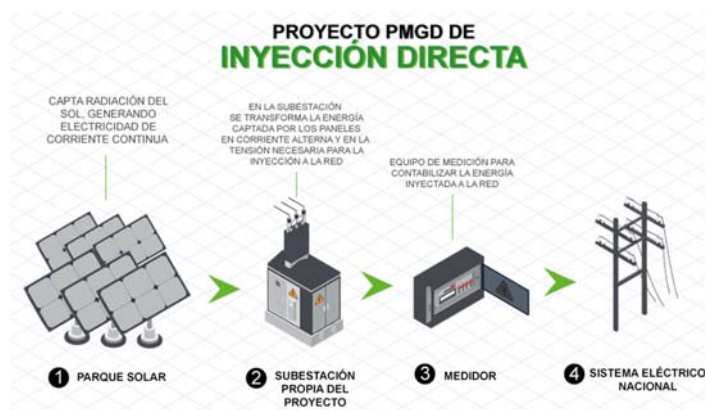 PROYECTO PMGD DE
INYECCIÓN DIRECTA
CAPTA RADIACIÓN DEL
SOL, GENERANDO
ELECTRICIDAD DE
CORRIENTE CONTINUA
EN LA SUBESTACIÓN
SE TRANSFORMA LA ENERGÍA
CAPTADA POR LOS PANELES
EN CORRIENTE ALTERNA Y EN LA
TENSIÓN NECESARIA PARA LA
INYECCIÓN A LA RED
EQUIPO DE MEDICIÓN PARA
CONTABILIZAR LA ENERGÍA
INYECTADA A LA RED
1 PARQUE SOLAR
2 SUBESTACIÓN
PROPIA DEL
PROYECTO
3 MEDIDOR
4 SISTEMA ELÉCTRICO
NACIONAL